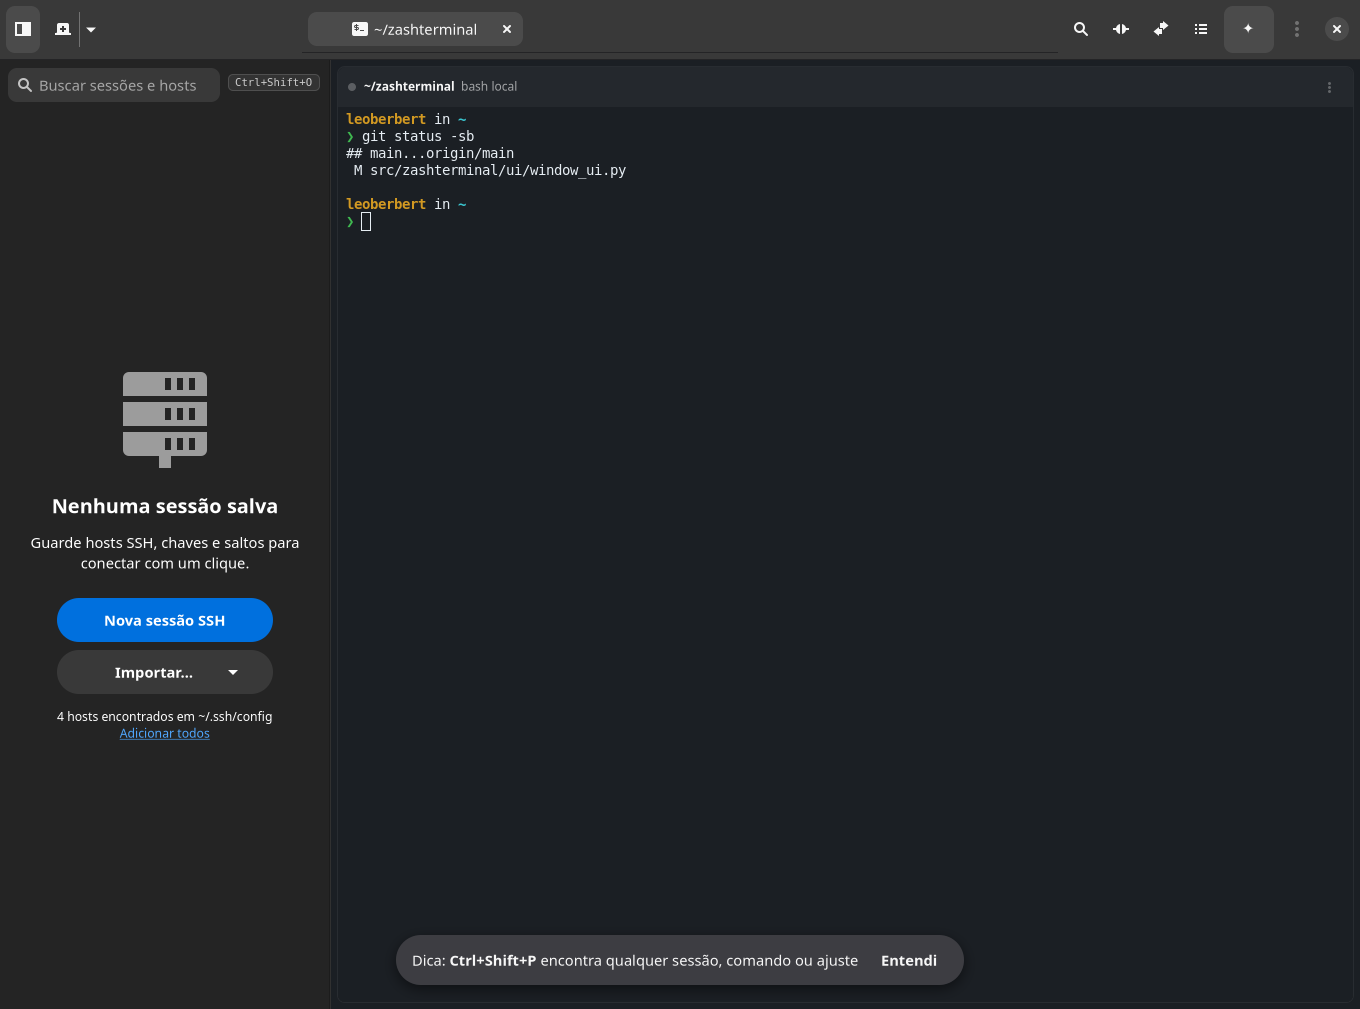 ~/zashterminal
Buscar sessões e hosts
Ctrl+Shift+O
~/zashterminal bash local
leoberbert in ~
❯ git status -sb
## main...origin/main
 M src/zashterminal/ui/window_ui.py
leoberbert in ~
❯
Nenhuma sessão salva
Guarde hosts SSH, chaves e saltos para
conectar com um clique.
Nova sessão SSH
Importar...
4 hosts encontrados em ~/.ssh/config
Adicionar todos
Dica: Ctrl+Shift+P encontra qualquer sessão, comando ou ajuste Entendi